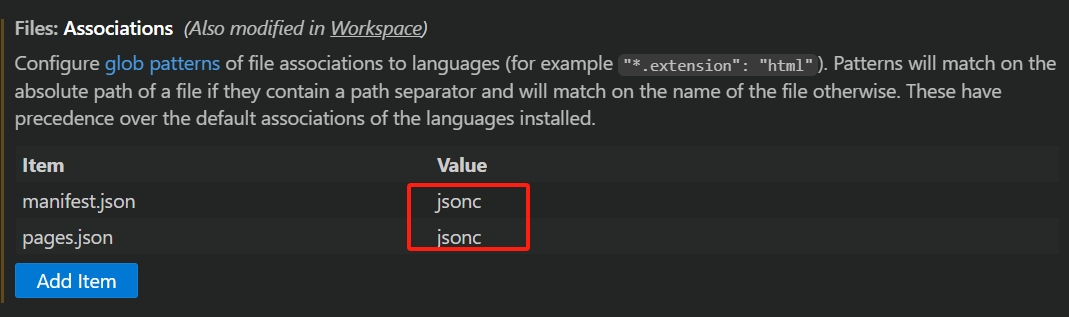 Files: Associations (Also modified in Workspace)
Configure glob patterns of file associations to languages (for example "*.extension": "html"). Patterns will match on the
absolute path of a file if they contain a path separator and will match on the name of the file otherwise. These have
precedence over the default associations of the languages installed.
Item Value
manifest.json jsonc
pages.json jsonc
Add Item